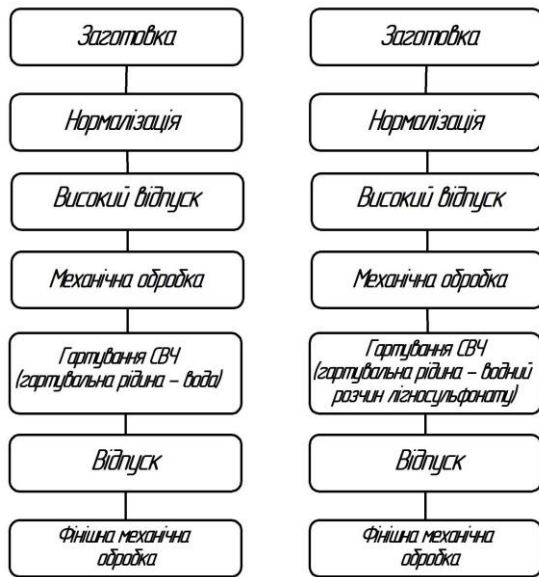 Заготовка
Нормалізація
Високий відпуск
Механічна обробка
Гартування СВЧ
(гартувальна рідина – вода)
Відпуск
Фінішна механічна
обробка
Заготовка
Нормалізація
Високий відпуск
Механічна обробка
Гартування СВЧ
(гартувальна рідина – водний
розчин лігносульфонату)
Відпуск
Фінішна механічна
обробка